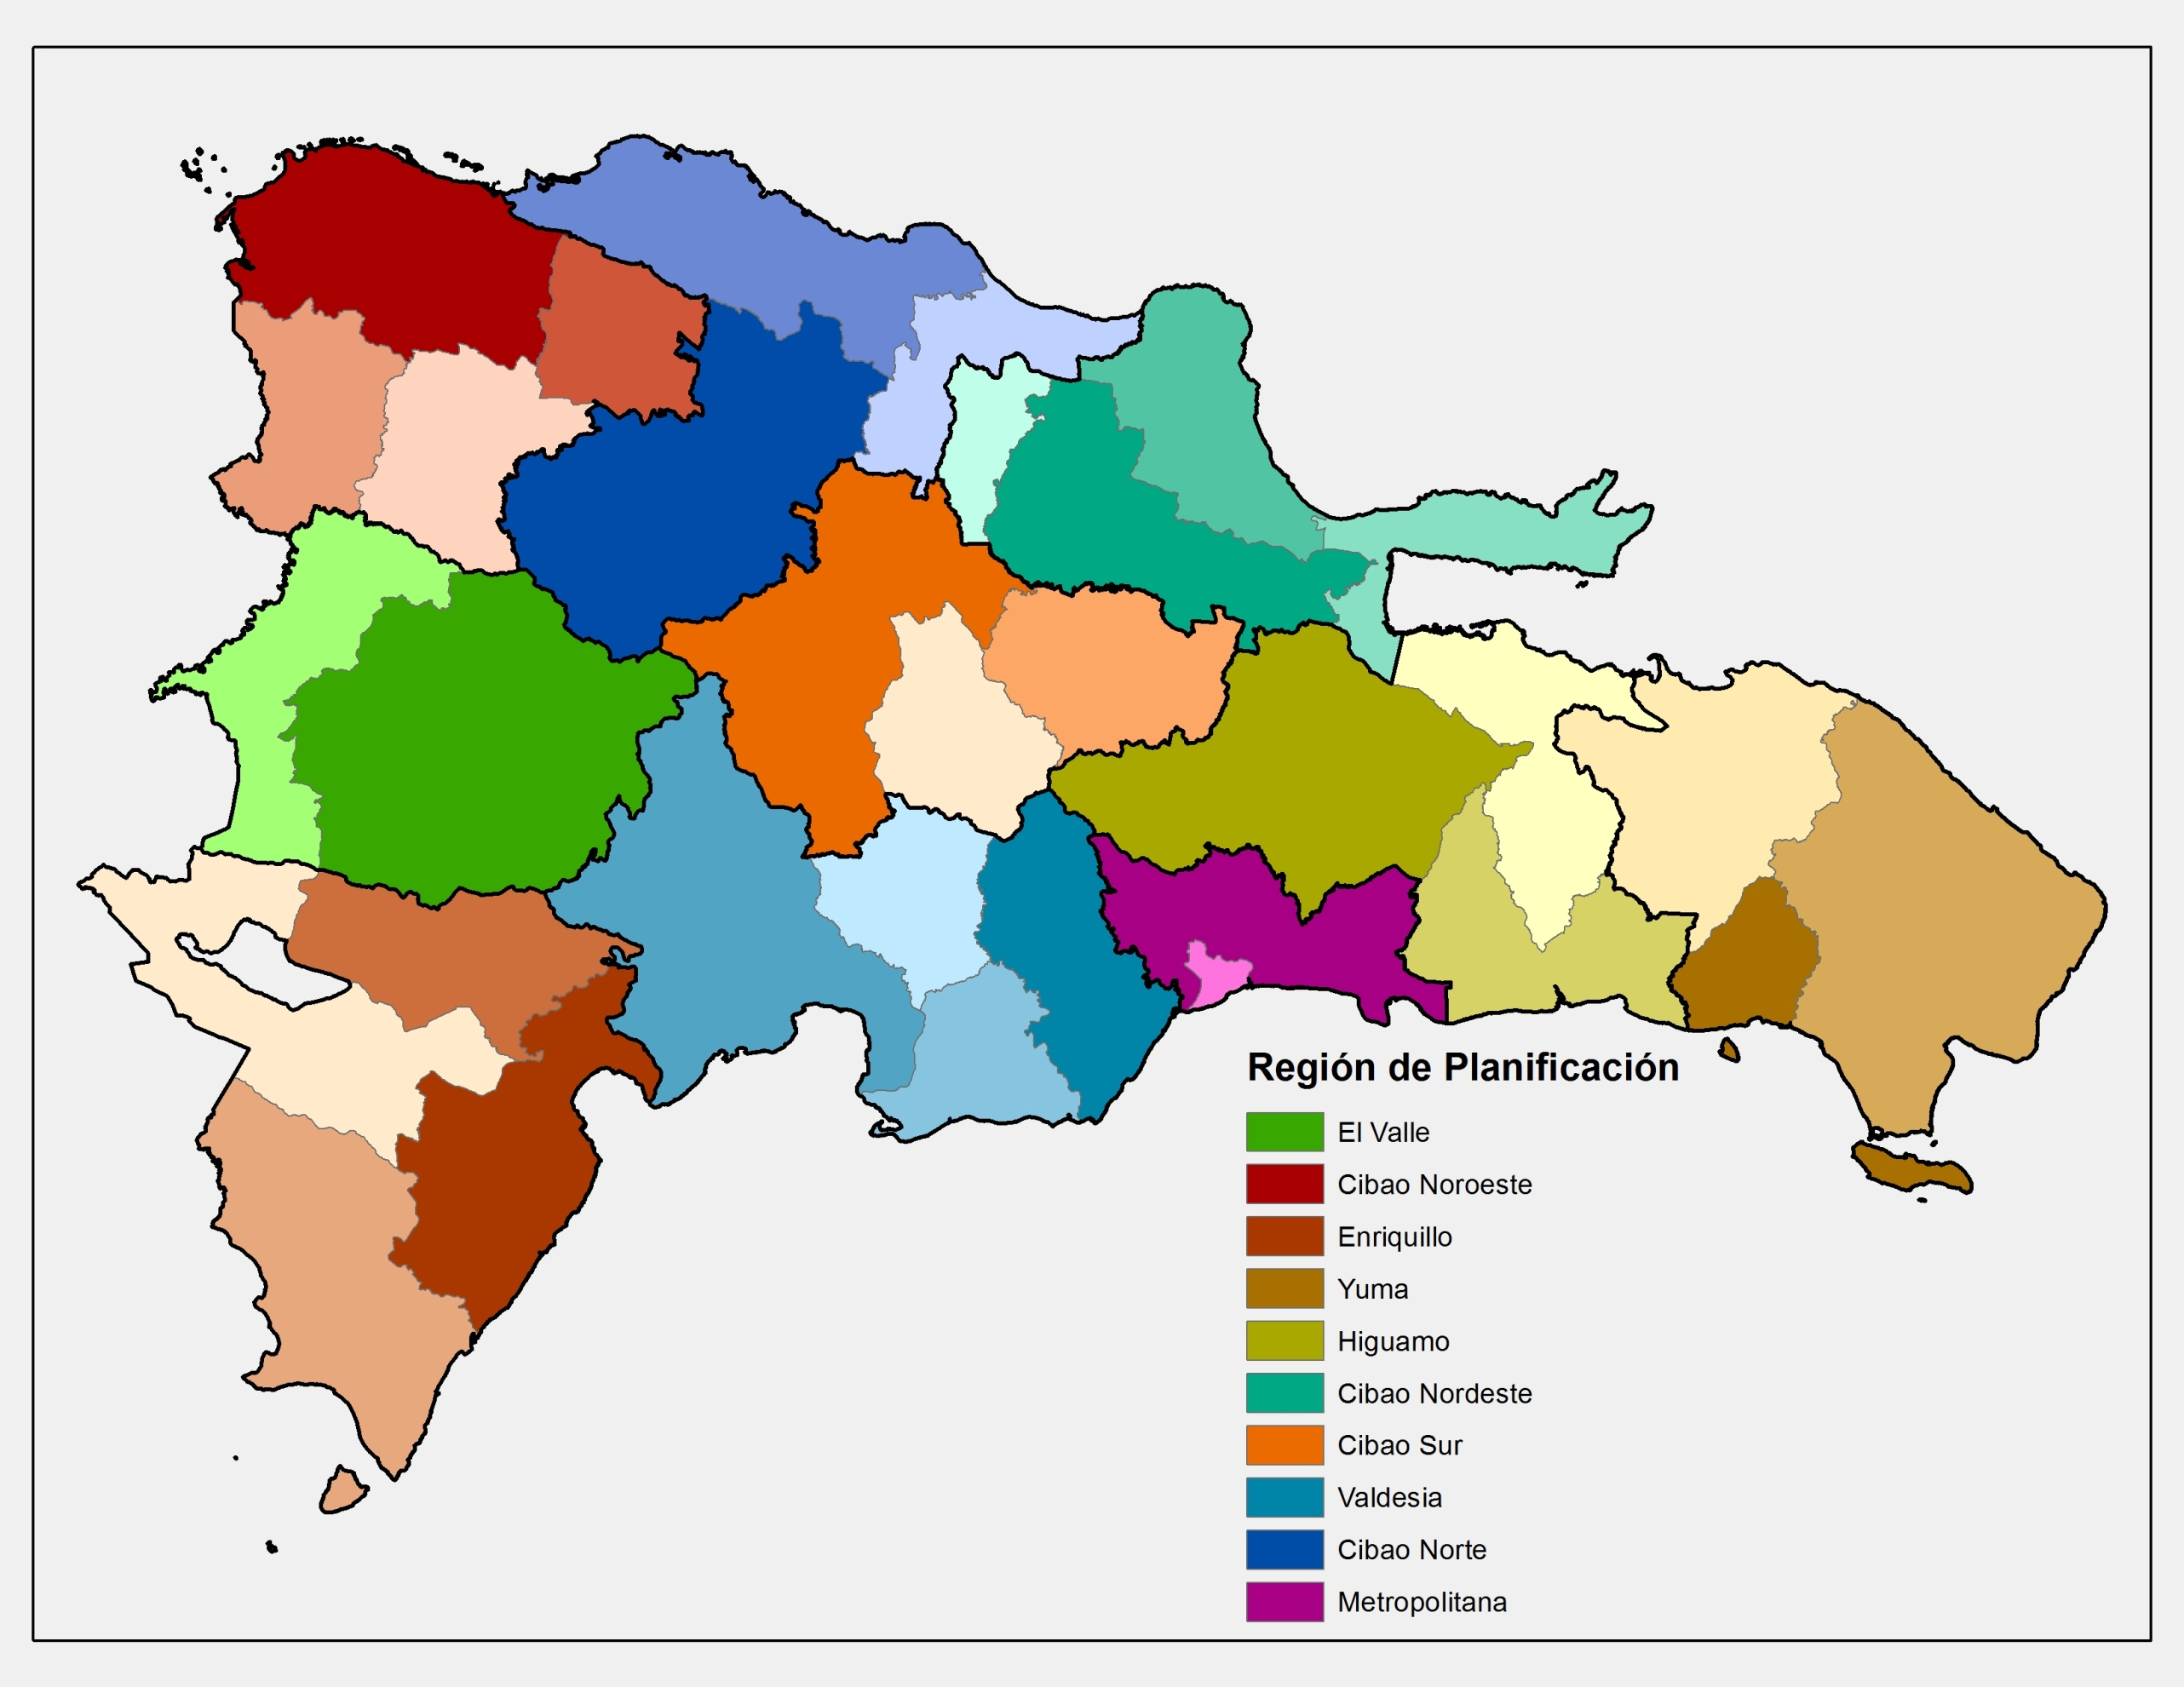 Región de Planificación
El Valle
Cibao Noroeste
Enriquillo
Yuma
Higuamo
Cibao Nordeste
Cibao Sur
Valdesia
Cibao Norte
Metropolitana